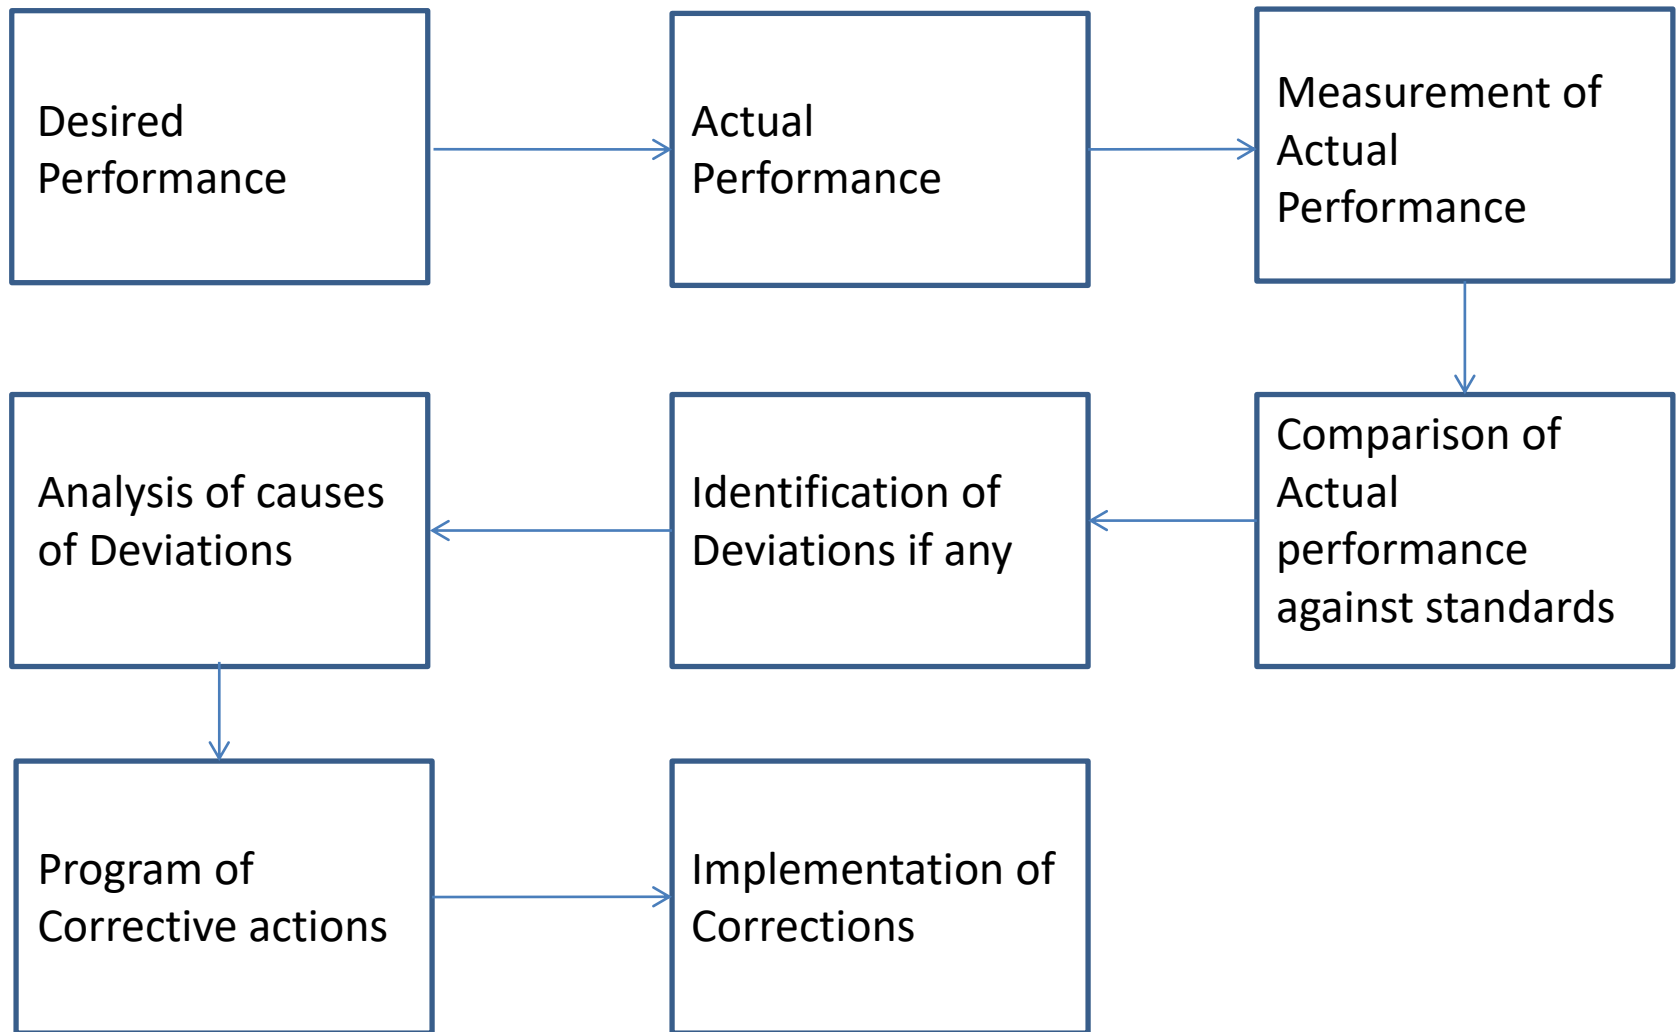 Desired
Performance
Actual
Performance
Measurement of
Actual
Performance
Comparison of
Actual
performance
against standards
Identification of
Deviations if any
Analysis of causes
of Deviations
Program of
Corrective actions
Implementation of
Corrections